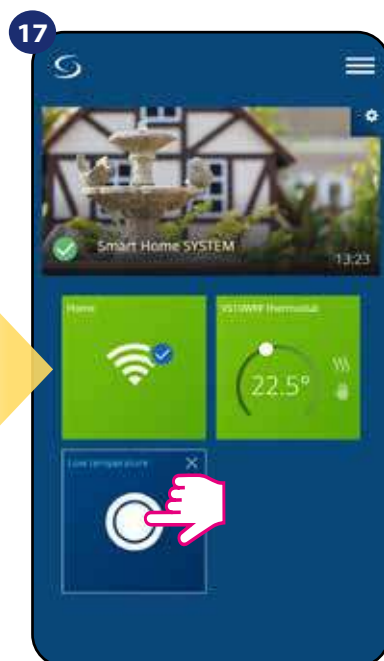 17
Smart Home SYSTEM
13:23
Home
VS10WRF thermostat
22.5°
Low temperature